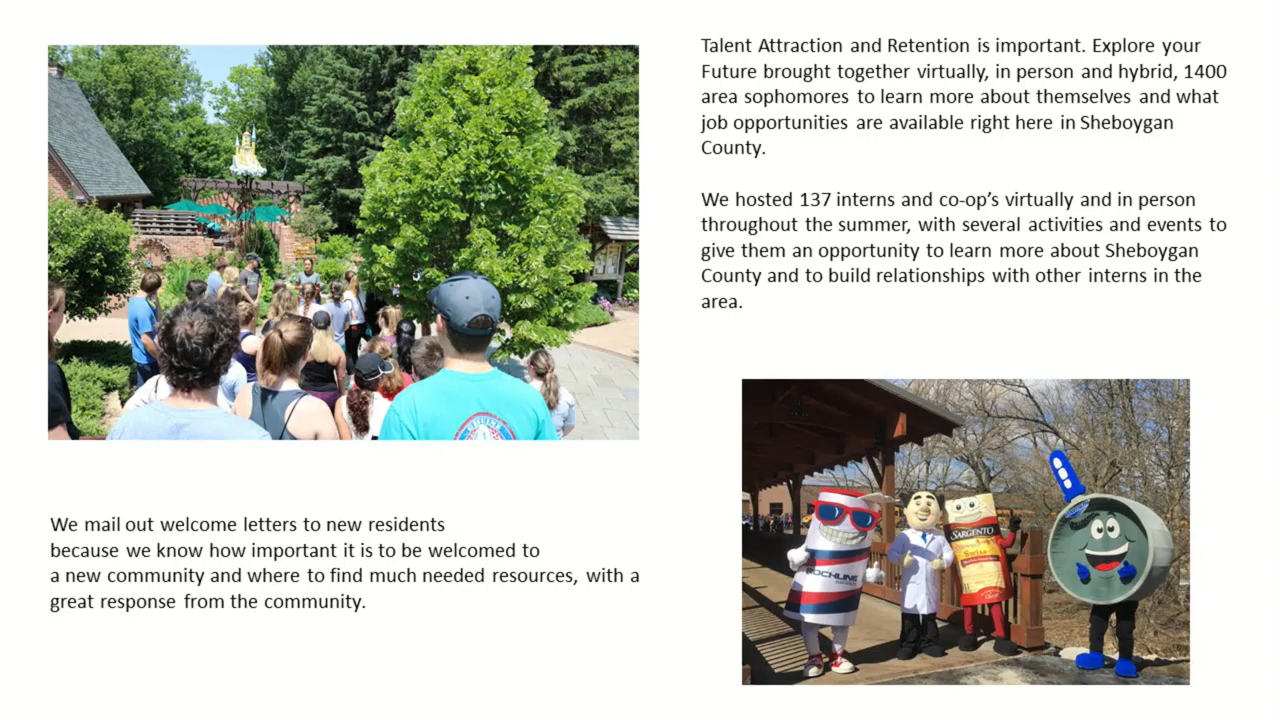 Talent Attraction and Retention is important. Explore your
Future brought together virtually, in person and hybrid, 1400
area sophomores to learn more about themselves and what
job opportunities are available right here in Sheboygan
County.
We hosted 137 interns and co-op’s virtually and in person
throughout the summer, with several activities and events to
give them an opportunity to learn more about Sheboygan
County and to build relationships with other interns in the
area.
We mail out welcome letters to new residents
because we know how important it is to be welcomed to
a new community and where to find much needed resources, with a
great response from the community.
ROCHLING
SARGENTO
Swiss